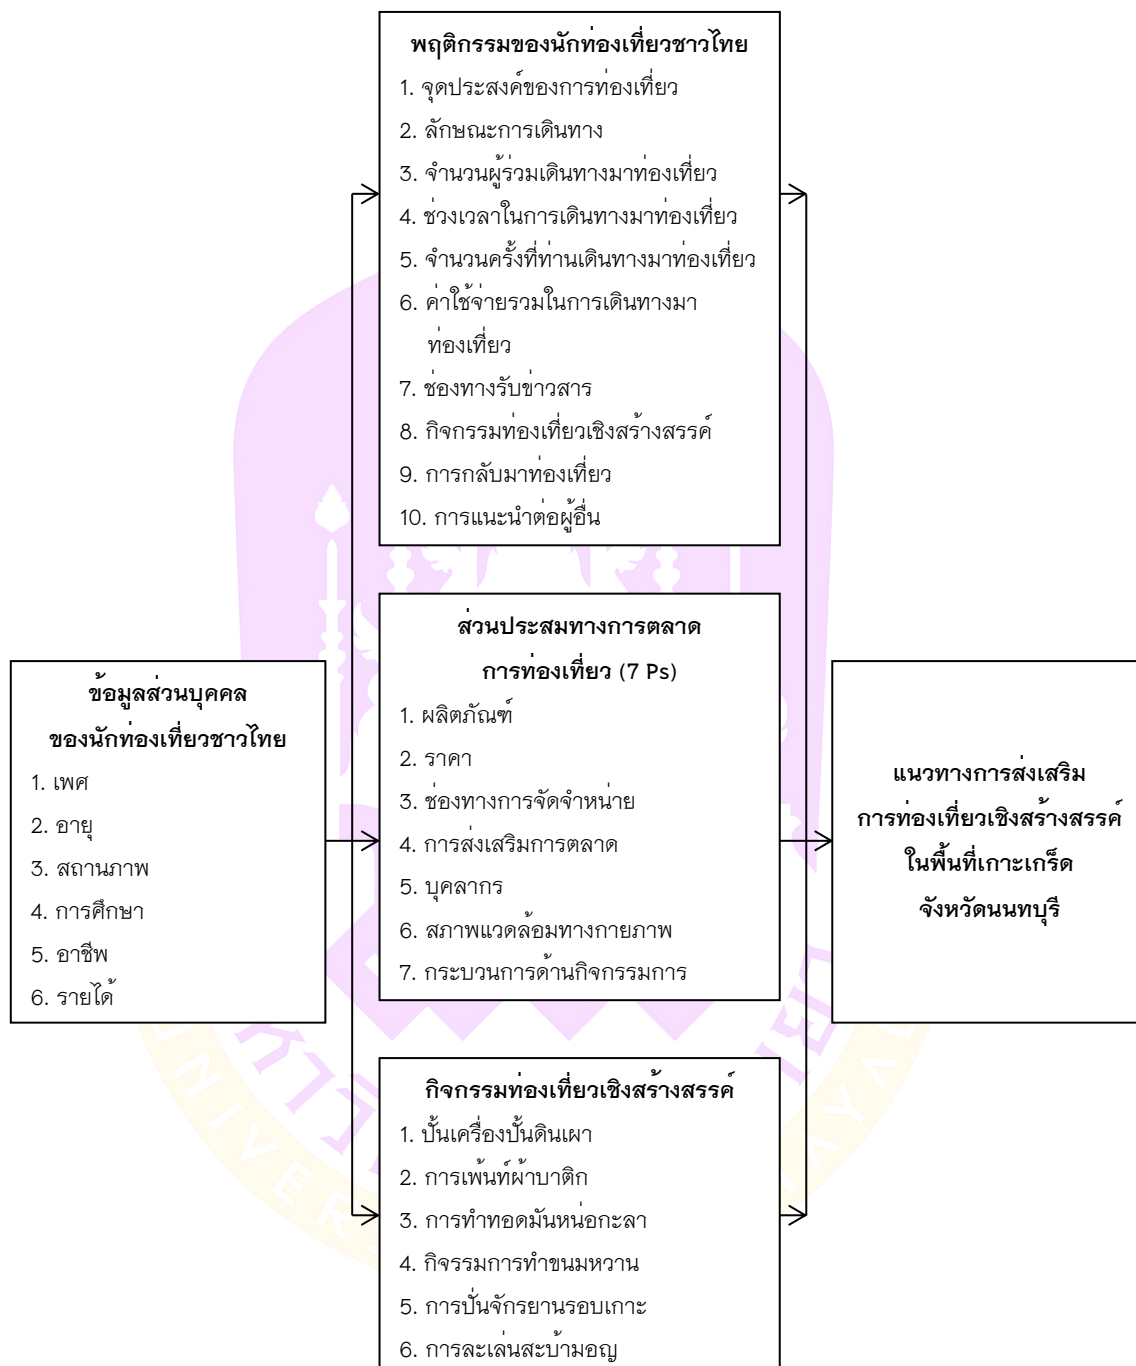 พฤติกรรมของนักท่องเที่ยวชาวไทย
1. จุดประสงค์ของการท่องเที่ยว
2. ลักษณะการเดินทาง
3. จำนวนผู้ร่วมเดินทางมาท่องเที่ยว
4. ช่วงเวลาในการเดินทางมาท่องเที่ยว
5. จำนวนครั้งที่ท่านเดินทางมาท่องเที่ยว
6. ค่าใช้จ่ายรวมในการเดินทางมา
ท่องเที่ยว
7. ช่องทางรับข่าวสาร
8. กิจกรรมท่องเที่ยวเชิงสร้างสรรค์
9. การกลับมาท่องเที่ยว
10. การแนะนำต่อผู้อื่น
ข้อมูลส่วนบุคคล
ของนักท่องเที่ยวชาวไทย
1. เพศ
2. อายุ
3. สถานภาพ
4. การศึกษา
5. อาชีพ
6. รายได้
ส่วนประสมทางการตลาด
การท่องเที่ยว (7 Ps)
1. ผลิตภัณฑ์
2. ราคา
3. ช่องทางการจัดจำหน่าย
4. การส่งเสริมการตลาด
5. บุคลากร
6. สภาพแวดล้อมทางกายภาพ
7. กระบวนการด้านกิจกรรมการ
แนวทางการส่งเสริม
การท่องเที่ยวเชิงสร้างสรรค์
ในพื้นที่เกาะเกร็ด
จังหวัดนนทบุรี
กิจกรรมท่องเที่ยวเชิงสร้างสรรค์
1. ปั้นเครื่องปั้นดินเผา
2. การเพ้นท์ผ้าบาติก
3. การทำทอดมันหน่อกะลา
4. กิจรรมการทำขนมหวาน
5. การปั่นจักรยานรอบเกาะ
6. การละเล่นสะบ้ามอญ